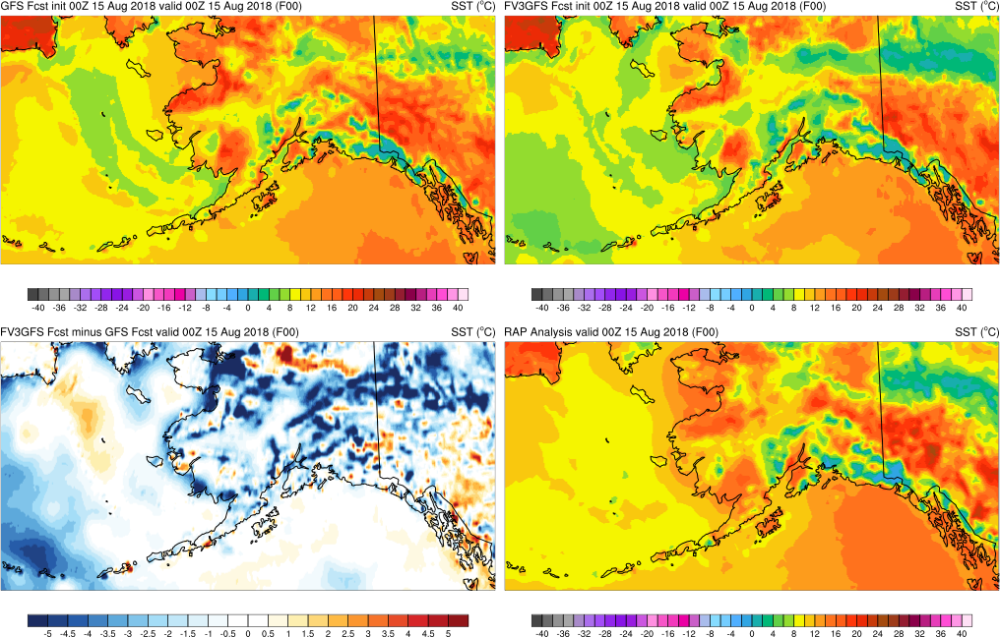 GFS Fcst init 00Z 15 Aug 2018 valid 00Z 15 Aug 2018 (F00) SST (°C)
FV3GFS Fcst init 00Z 15 Aug 2018 valid 00Z 15 Aug 2018 (F00) SST (°C)
-40 -36 -32 -28 -24 -20 -16 -12 -8 -4 0 4 8 12 16 20 24 28 32 36 40
-40 -36 -32 -28 -24 -20 -16 -12 -8 -4 0 4 8 12 16 20 24 28 32 36 40
FV3GFS Fcst minus GFS Fcst valid 00Z 15 Aug 2018 (F00) SST (°C)
RAP Analysis valid 00Z 15 Aug 2018 (F00) SST (°C)
-5 -4.5 -4 -3.5 -3 -2.5 -2 -1.5 -1 -0.5 0 0.5 1 1.5 2 2.5 3 3.5 4 4.5 5
-40 -36 -32 -28 -24 -20 -16 -12 -8 -4 0 4 8 12 16 20 24 28 32 36 40